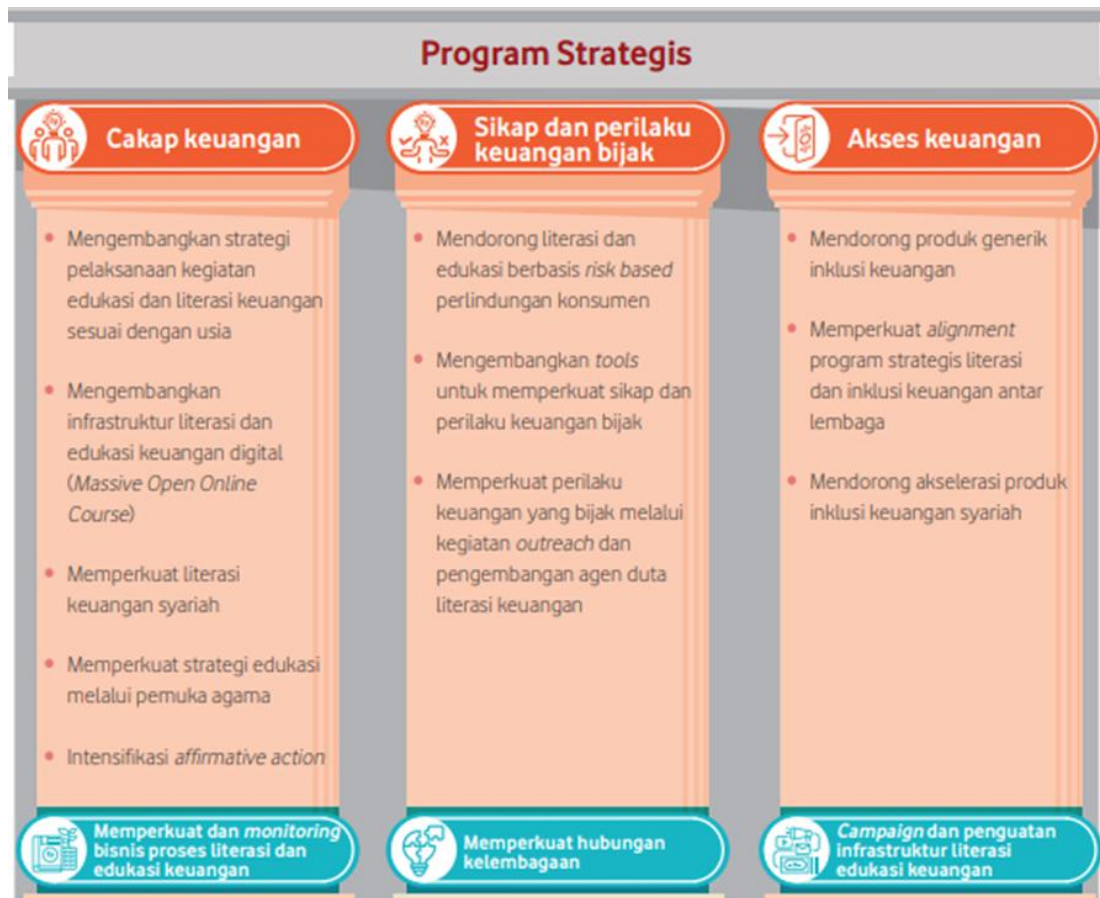 Program Strategis
Cakap keuangan
• Mengembangkan strategi
pelaksanaan kegiatan
edukasi dan literasi keuangan
sesuai dengan usia
• Mengembangkan
infrastruktur literasi dan
edukasi keuangan digital
(Massive Open Online
Course)
• Memperkuat literasi
keuangan syariah
• Memperkuat strategi edukasi
melalui pemuka agama
• Intensifikasi affirmative action
Memperkuat dan monitoring
bisnis proses literasi dan
edukasi keuangan
Sikap dan perilaku
keuangan bijak
• Mendorong literasi dan
edukasi berbasis risk based
perlindungan konsumen
• Mengembangkan tools
untuk memperkuat sikap dan
perilaku keuangan bijak
• Memperkuat perilaku
keuangan yang bijak melalui
kegiatan outreach dan
pengembangan agen duta
literasi keuangan
Memperkuat hubungan
kelembagaan
Akses keuangan
• Mendorong produk generik
inklusi keuangan
• Memperkuat alignment
program strategis literasi
dan inklusi keuangan antar
lembaga
• Mendorong akselerasi produk
inklusi keuangan syariah
Campaign dan penguatan
infrastruktur literasi
edukasi keuangan